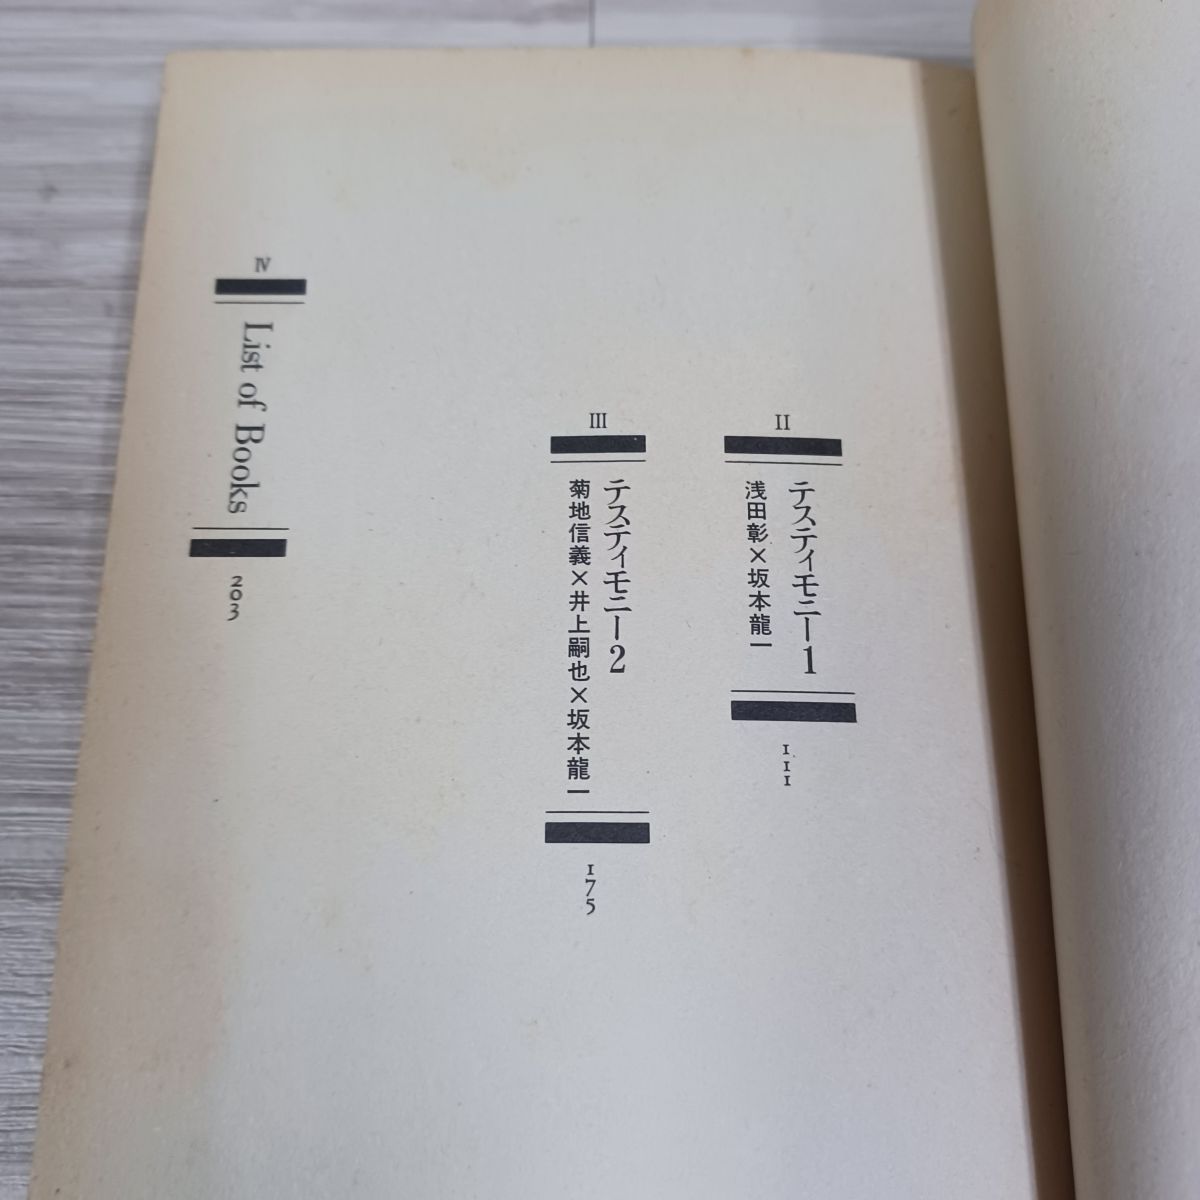 II
テスティモニー1
浅田彰×坂本龍一
111
III
テスティモニー2
菊地信義×井上嗣也×坂本龍一
175
IV
List of Books
203